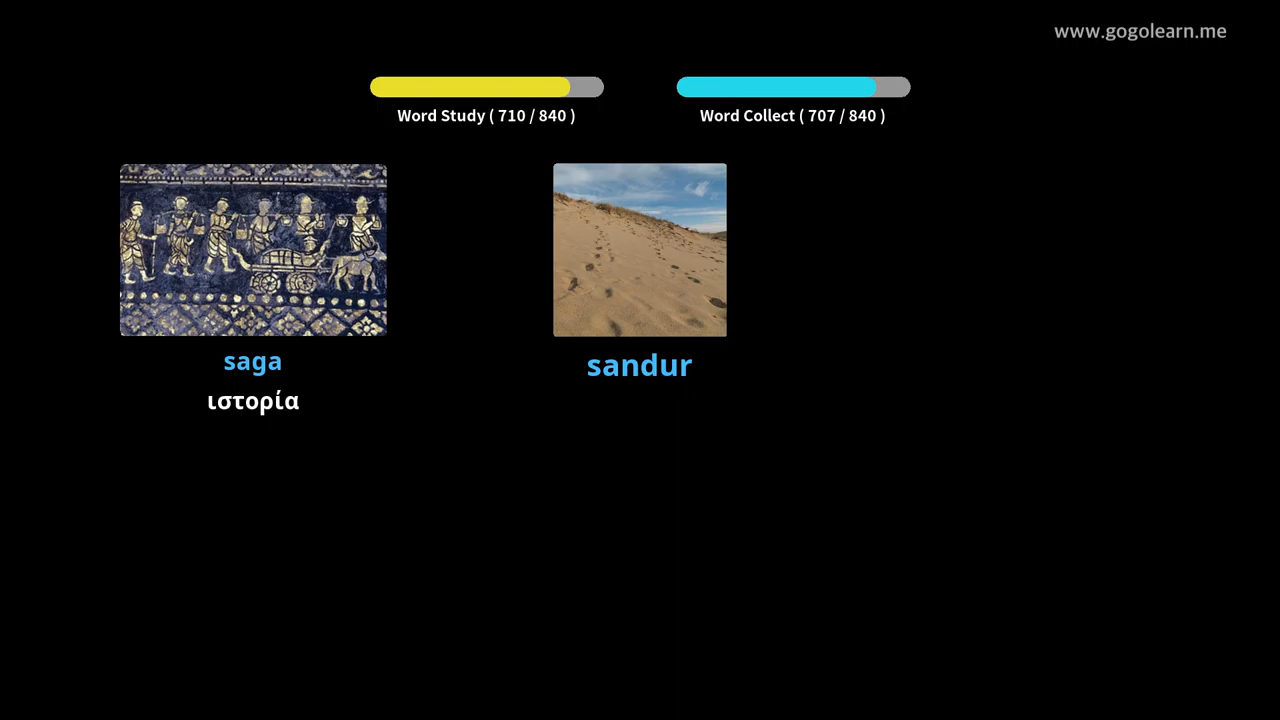 www.gogolearn.me
Word Study ( 710 / 840 )
Word Collect ( 707 / 840 )
saga
ιστορία
sandur